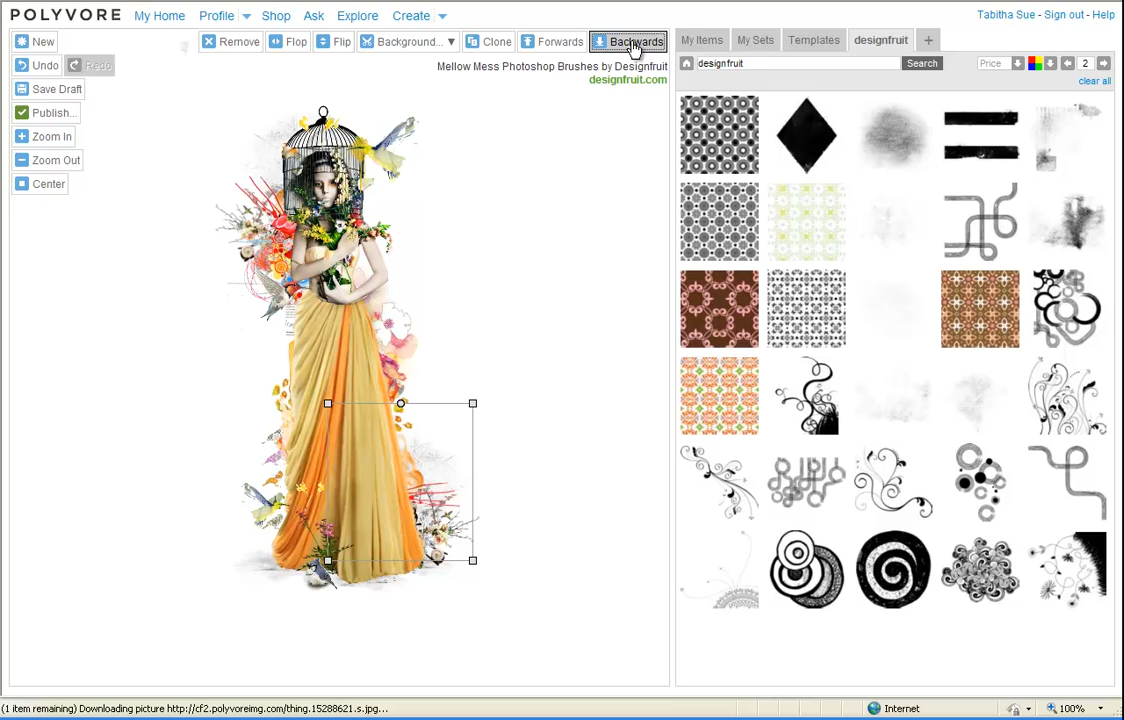 POLYVORE My Home Profile Shop Ask Explore Create Tabitha Sue - Sign out - Help
New Remove Flop Flip Background... Clone Forwards Backwards My Items My Sets Templates designfruit +
Undo Redo Mellow Mess Photoshop Brushes by Designfruit designfruit Search Price 2
designfruit.com clear all
Save Draft
Publish...
Zoom In
Zoom Out
Center
(1 item remaining) Downloading picture http://cf2.polyvoreimg.com/thing.15288621.s.jpg... Internet 100%